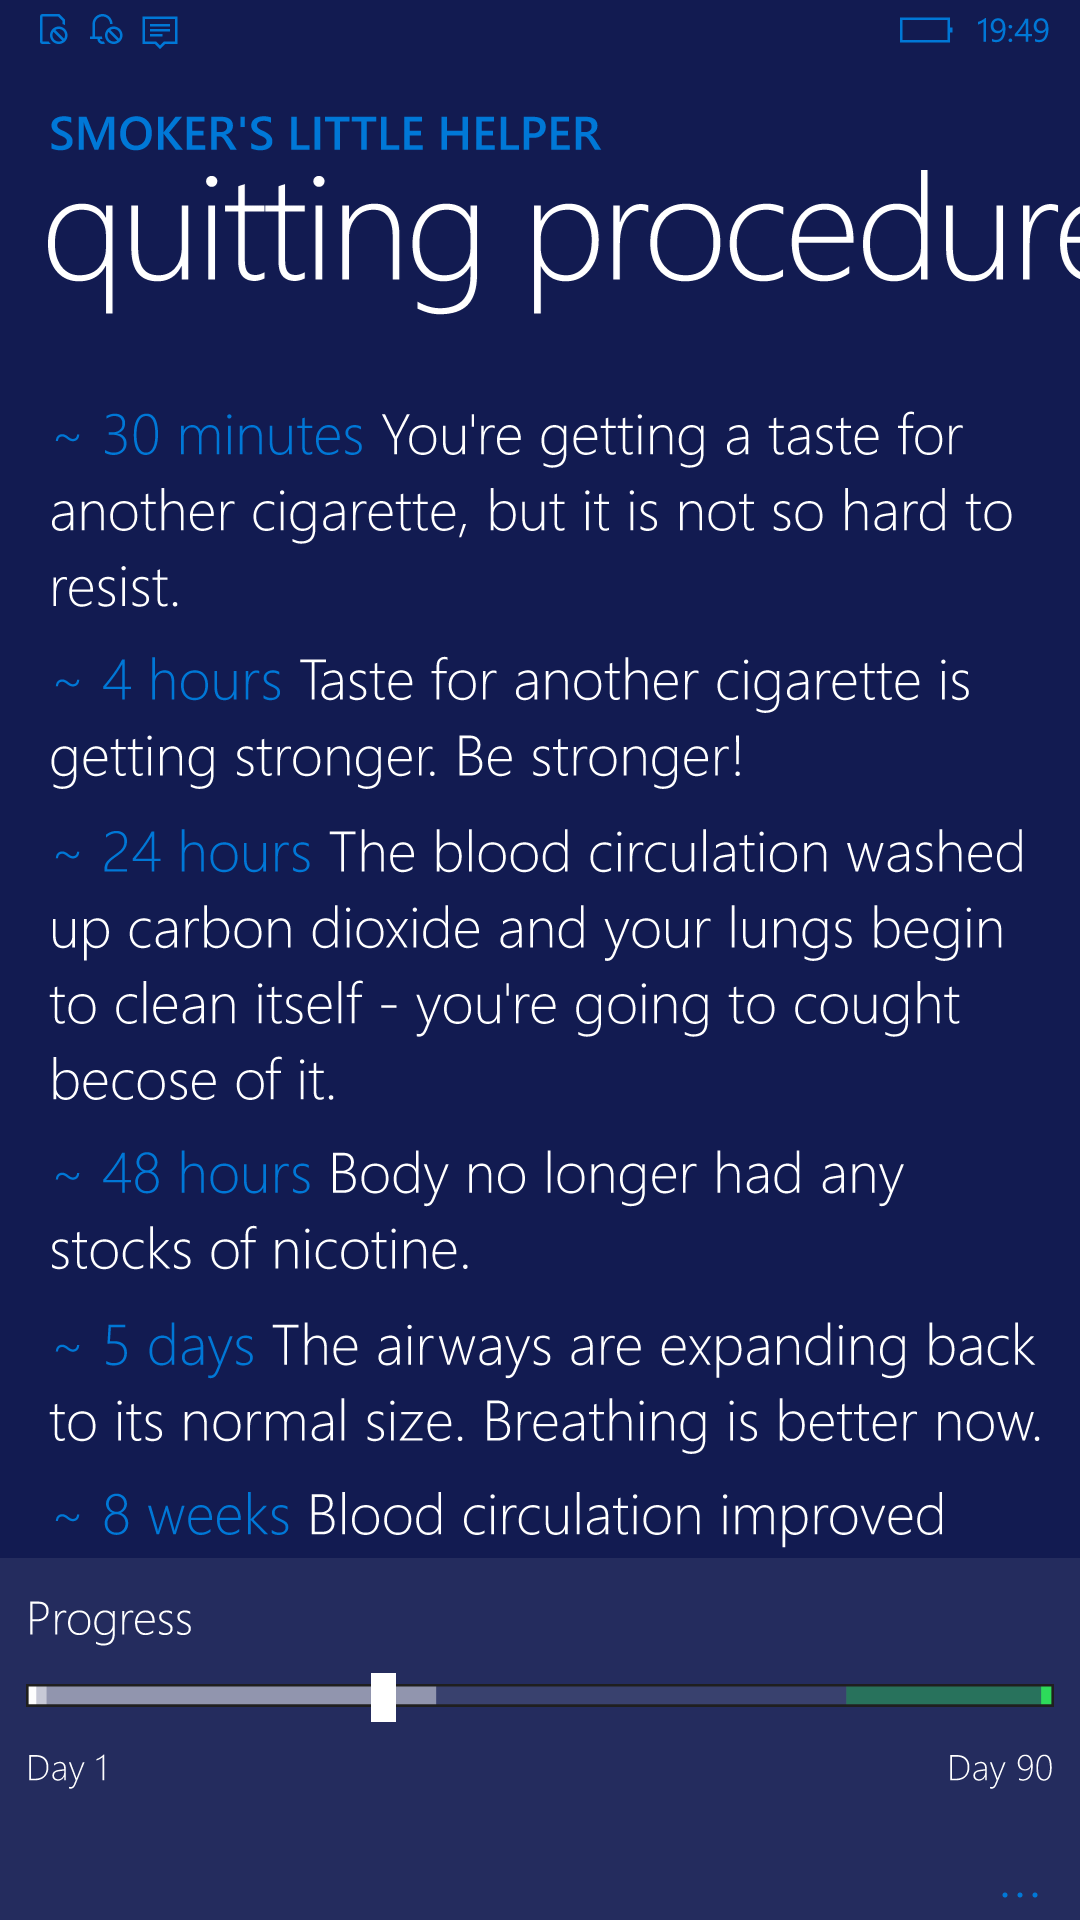 19:49
SMOKER'S LITTLE HELPER
quitting procedure
~ 30 minutes You're getting a taste for
another cigarette, but it is not so hard to
resist.
~ 4 hours Taste for another cigarette is
getting stronger. Be stronger!
~ 24 hours The blood circulation washed
up carbon dioxide and your lungs begin
to clean itself - you're going to cought
becose of it.
~ 48 hours Body no longer had any
stocks of nicotine.
~ 5 days The airways are expanding back
to its normal size. Breathing is better now.
~ 8 weeks Blood circulation improved
Progress
Day 1
Day 90
...